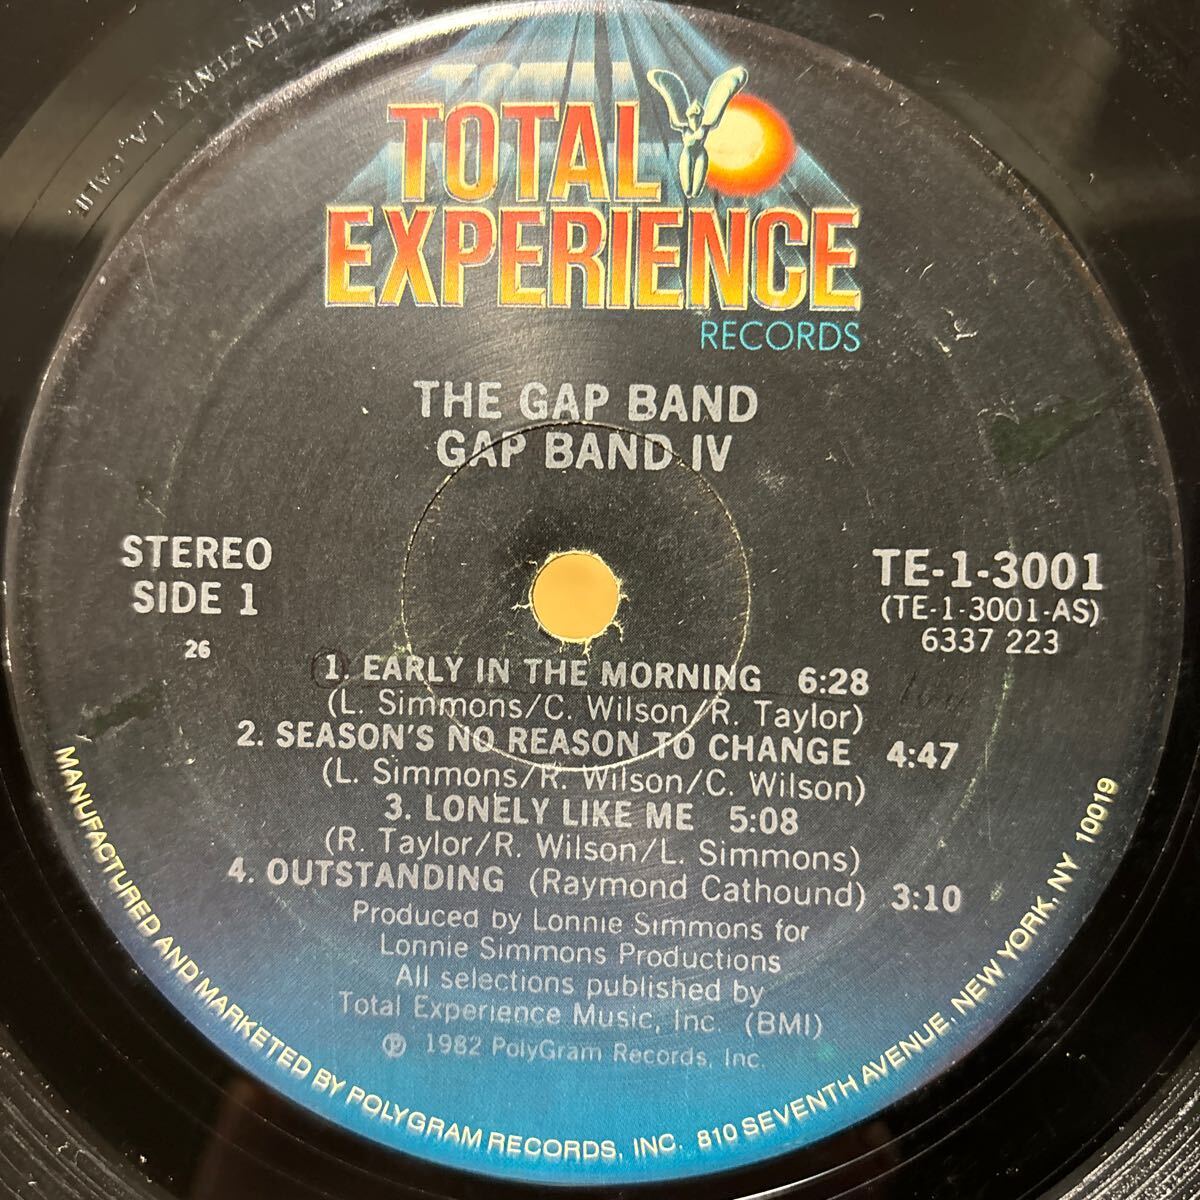 ALLEN ZENTZ L.A., CALIF.
TOTAL
EXPERIENCE
RECORDS
THE GAP BAND
GAP BAND IV
STEREO
SIDE 1
26
TE-1-3001
(TE-1-3001-AS)
6337 223
1. EARLY IN THE MORNING 6:28
(L. Simmons/C. Wilson/R. Taylor)
2. SEASON'S NO REASON TO CHANGE 4:47
(L. Simmons/R. Wilson/C. Wilson)
3. LONELY LIKE ME 5:08
(R. Taylor/R. Wilson/L. Simmons)
4. OUTSTANDING (Raymond Cathound) 3:10
Produced by Lonnie Simmons for
Lonnie Simmons Productions
All selections published by
Total Experience Music, Inc. (BMI)
℗ 1982 PolyGram Records, Inc.
MANUFACTURED AND MARKETED BY POLYGRAM RECORDS, INC. 810 SEVENTH AVENUE, NEW YORK, NY 10019